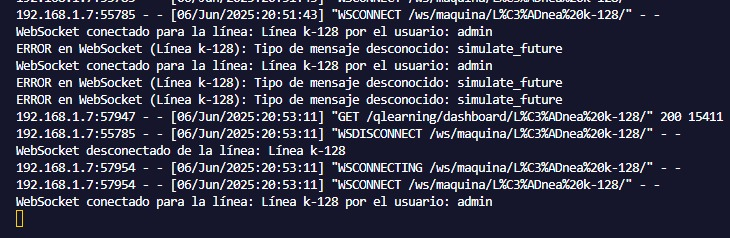 192.168.1.7:55785 - - [06/Jun/2025:20:51:43] "WSCONNECT /ws/maquina/L%C3%ADnea%20k-128/" - -
WebSocket conectado para la línea: Línea k-128 por el usuario: admin
ERROR en WebSocket (Línea k-128): Tipo de mensaje desconocido: simulate_future
WebSocket conectado para la línea: Línea k-128 por el usuario: admin
ERROR en WebSocket (Línea k-128): Tipo de mensaje desconocido: simulate_future
ERROR en WebSocket (Línea k-128): Tipo de mensaje desconocido: simulate_future
192.168.1.7:57947 - - [06/Jun/2025:20:53:11] "GET /qlearning/dashboard/L%C3%ADnea%20k-128/" 200 15411
192.168.1.7:55785 - - [06/Jun/2025:20:53:11] "WSDISCONNECT /ws/maquina/L%C3%ADnea%20k-128/" - -
WebSocket desconectado de la línea: Línea k-128
192.168.1.7:57954 - - [06/Jun/2025:20:53:11] "WSCONNECTING /ws/maquina/L%C3%ADnea%20k-128/" - -
192.168.1.7:57954 - - [06/Jun/2025:20:53:11] "WSCONNECT /ws/maquina/L%C3%ADnea%20k-128/" - -
WebSocket conectado para la línea: Línea k-128 por el usuario: admin